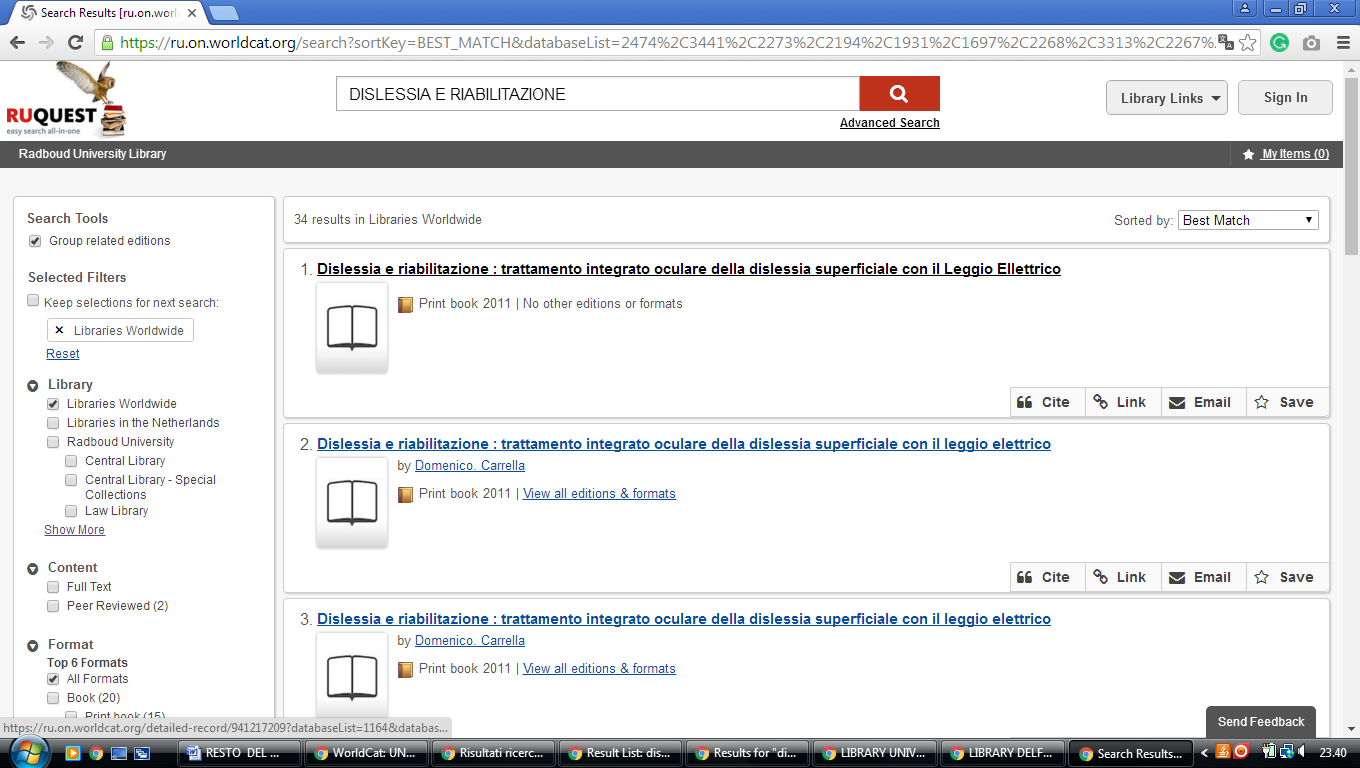 Search Results [ru.on.worl
https://ru.on.worldcat.org/search?sortKey=BEST_MATCH&databaseList=2474%2C3441%2C2273%2C2194%2C1931%2C1697%2C2268%2C3313%2C2267%
RUQUEST
easy search all-in-one
DISLESSIA E RIABILITAZIONE
Advanced Search
Library Links
Sign In
Radboud University Library
My Items (0)
Search Tools
Group related editions
Selected Filters
Keep selections for next search:
× Libraries Worldwide
Reset
Library
Libraries Worldwide
Libraries in the Netherlands
Radboud University
Central Library
Central Library - Special
Collections
Law Library
Show More
Content
Full Text
Peer Reviewed (2)
Format
Top 6 Formats
All Formats
Book (20)
Print book (15)
34 results in Libraries Worldwide
Sorted by: Best Match
1. Dislessia e riabilitazione : trattamento integrato oculare della dislessia superficiale con il Leggio Ellettrico
Print book 2011 | No other editions or formats
Cite Link Email Save
2. Dislessia e riabilitazione : trattamento integrato oculare della dislessia superficiale con il leggio elettrico
by Domenico. Carrella
Print book 2011 | View all editions & formats
Cite Link Email Save
3. Dislessia e riabilitazione : trattamento integrato oculare della dislessia superficiale con il leggio elettrico
by Domenico. Carrella
Print book 2011 | View all editions & formats
Send Feedback
https://ru.on.worldcat.org/detailed-record/941217209?databaseList=1164&databas...
RESTO DEL ... WorldCat: UN... Risultati ricerc... Result List: dis... Results for "di... LIBRARY UNIV... LIBRARY DELF... Search Results... 23.40